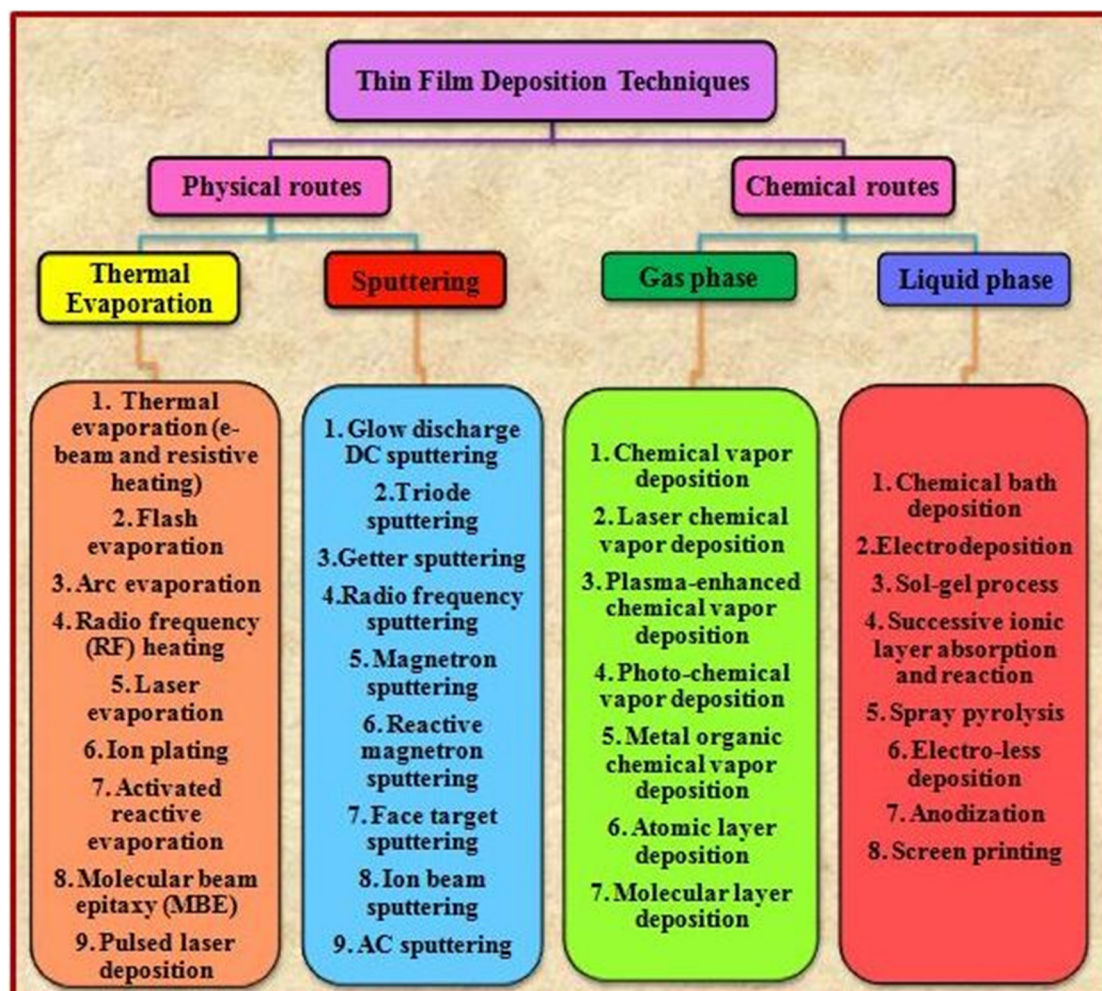 Thin Film Deposition Techniques
Physical routes
Chemical routes
Thermal
Evaporation
Sputtering
Gas phase
Liquid phase
1. Thermal
evaporation (e-
beam and resistive
heating)
2. Flash
evaporation
3. Arc evaporation
4. Radio frequency
(RF) heating
5. Laser
evaporation
6. Ion plating
7. Activated
reactive
evaporation
8. Molecular beam
epitaxy (MBE)
9. Pulsed laser
deposition
1. Glow discharge
DC sputtering
2.Triode
sputtering
3.Getter sputtering
4.Radio frequency
sputtering
5. Magnetron
sputtering
6. Reactive
magnetron
sputtering
7. Face target
sputtering
8. Ion beam
sputtering
9. AC sputtering
1. Chemical vapor
deposition
2. Laser chemical
vapor deposition
3. Plasma-enhanced
chemical vapor
deposition
4. Photo-chemical
vapor deposition
5. Metal organic
chemical vapor
deposition
6. Atomic layer
deposition
7. Molecular layer
deposition
1. Chemical bath
deposition
2.Electrodeposition
3. Sol-gel process
4. Successive ionic
layer absorption
and reaction
5. Spray pyrolysis
6. Electro-less
deposition
7. Anodization
8. Screen printing